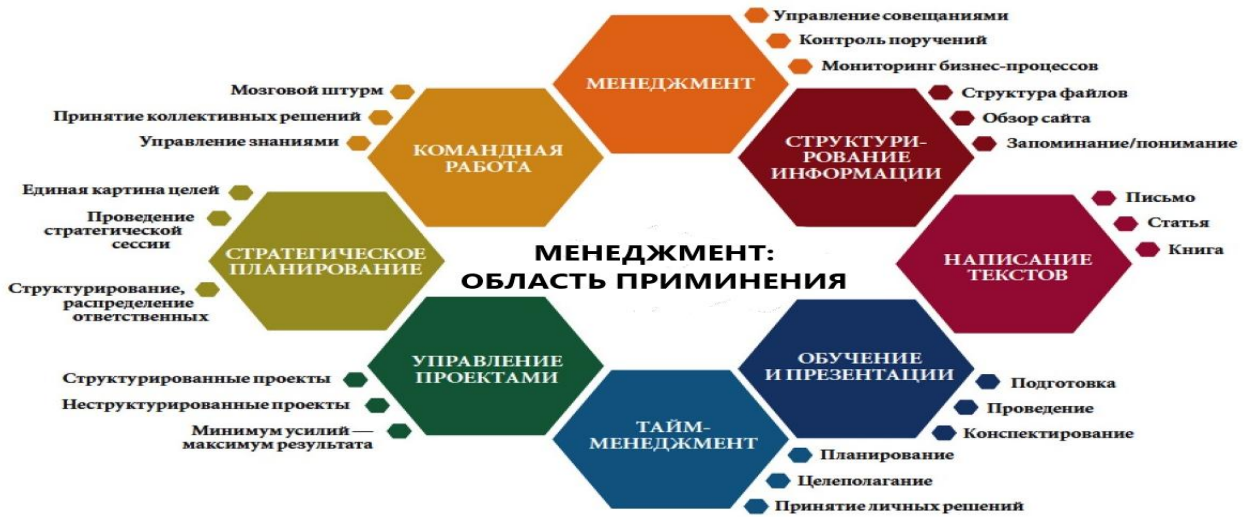 МЕНЕДЖМЕНТ
Управление совещаниями
Контроль поручений
Мониторинг бизнес-процессов
СТРУКТУРИ-
РОВАНИЕ
ИНФОРМАЦИИ
Структура файлов
Обзор сайта
Запоминание/понимание
НАПИСАНИЕ
ТЕКСТОВ
Письмо
Статья
Книга
ОБУЧЕНИЕ
И ПРЕЗЕНТАЦИИ
Подготовка
Проведение
Конспектирование
ТАЙМ-
МЕНЕДЖМЕНТ
Планирование
Целеполагание
Принятие личных решений
УПРАВЛЕНИЕ
ПРОЕКТАМИ
Структурированные проекты
Неструктурированные проекты
Минимум усилий —
максимум результата
СТРАТЕГИЧЕСКОЕ
ПЛАНИРОВАНИЕ
Единая картина целей
Проведение
стратегической
сессии
Структурирование,
распределение
ответственных
КОМАНДНАЯ
РАБОТА
Мозговой штурм
Принятие коллективных решений
Управление знаниями
МЕНЕДЖМЕНТ:
ОБЛАСТЬ ПРИМИНЕНИЯ